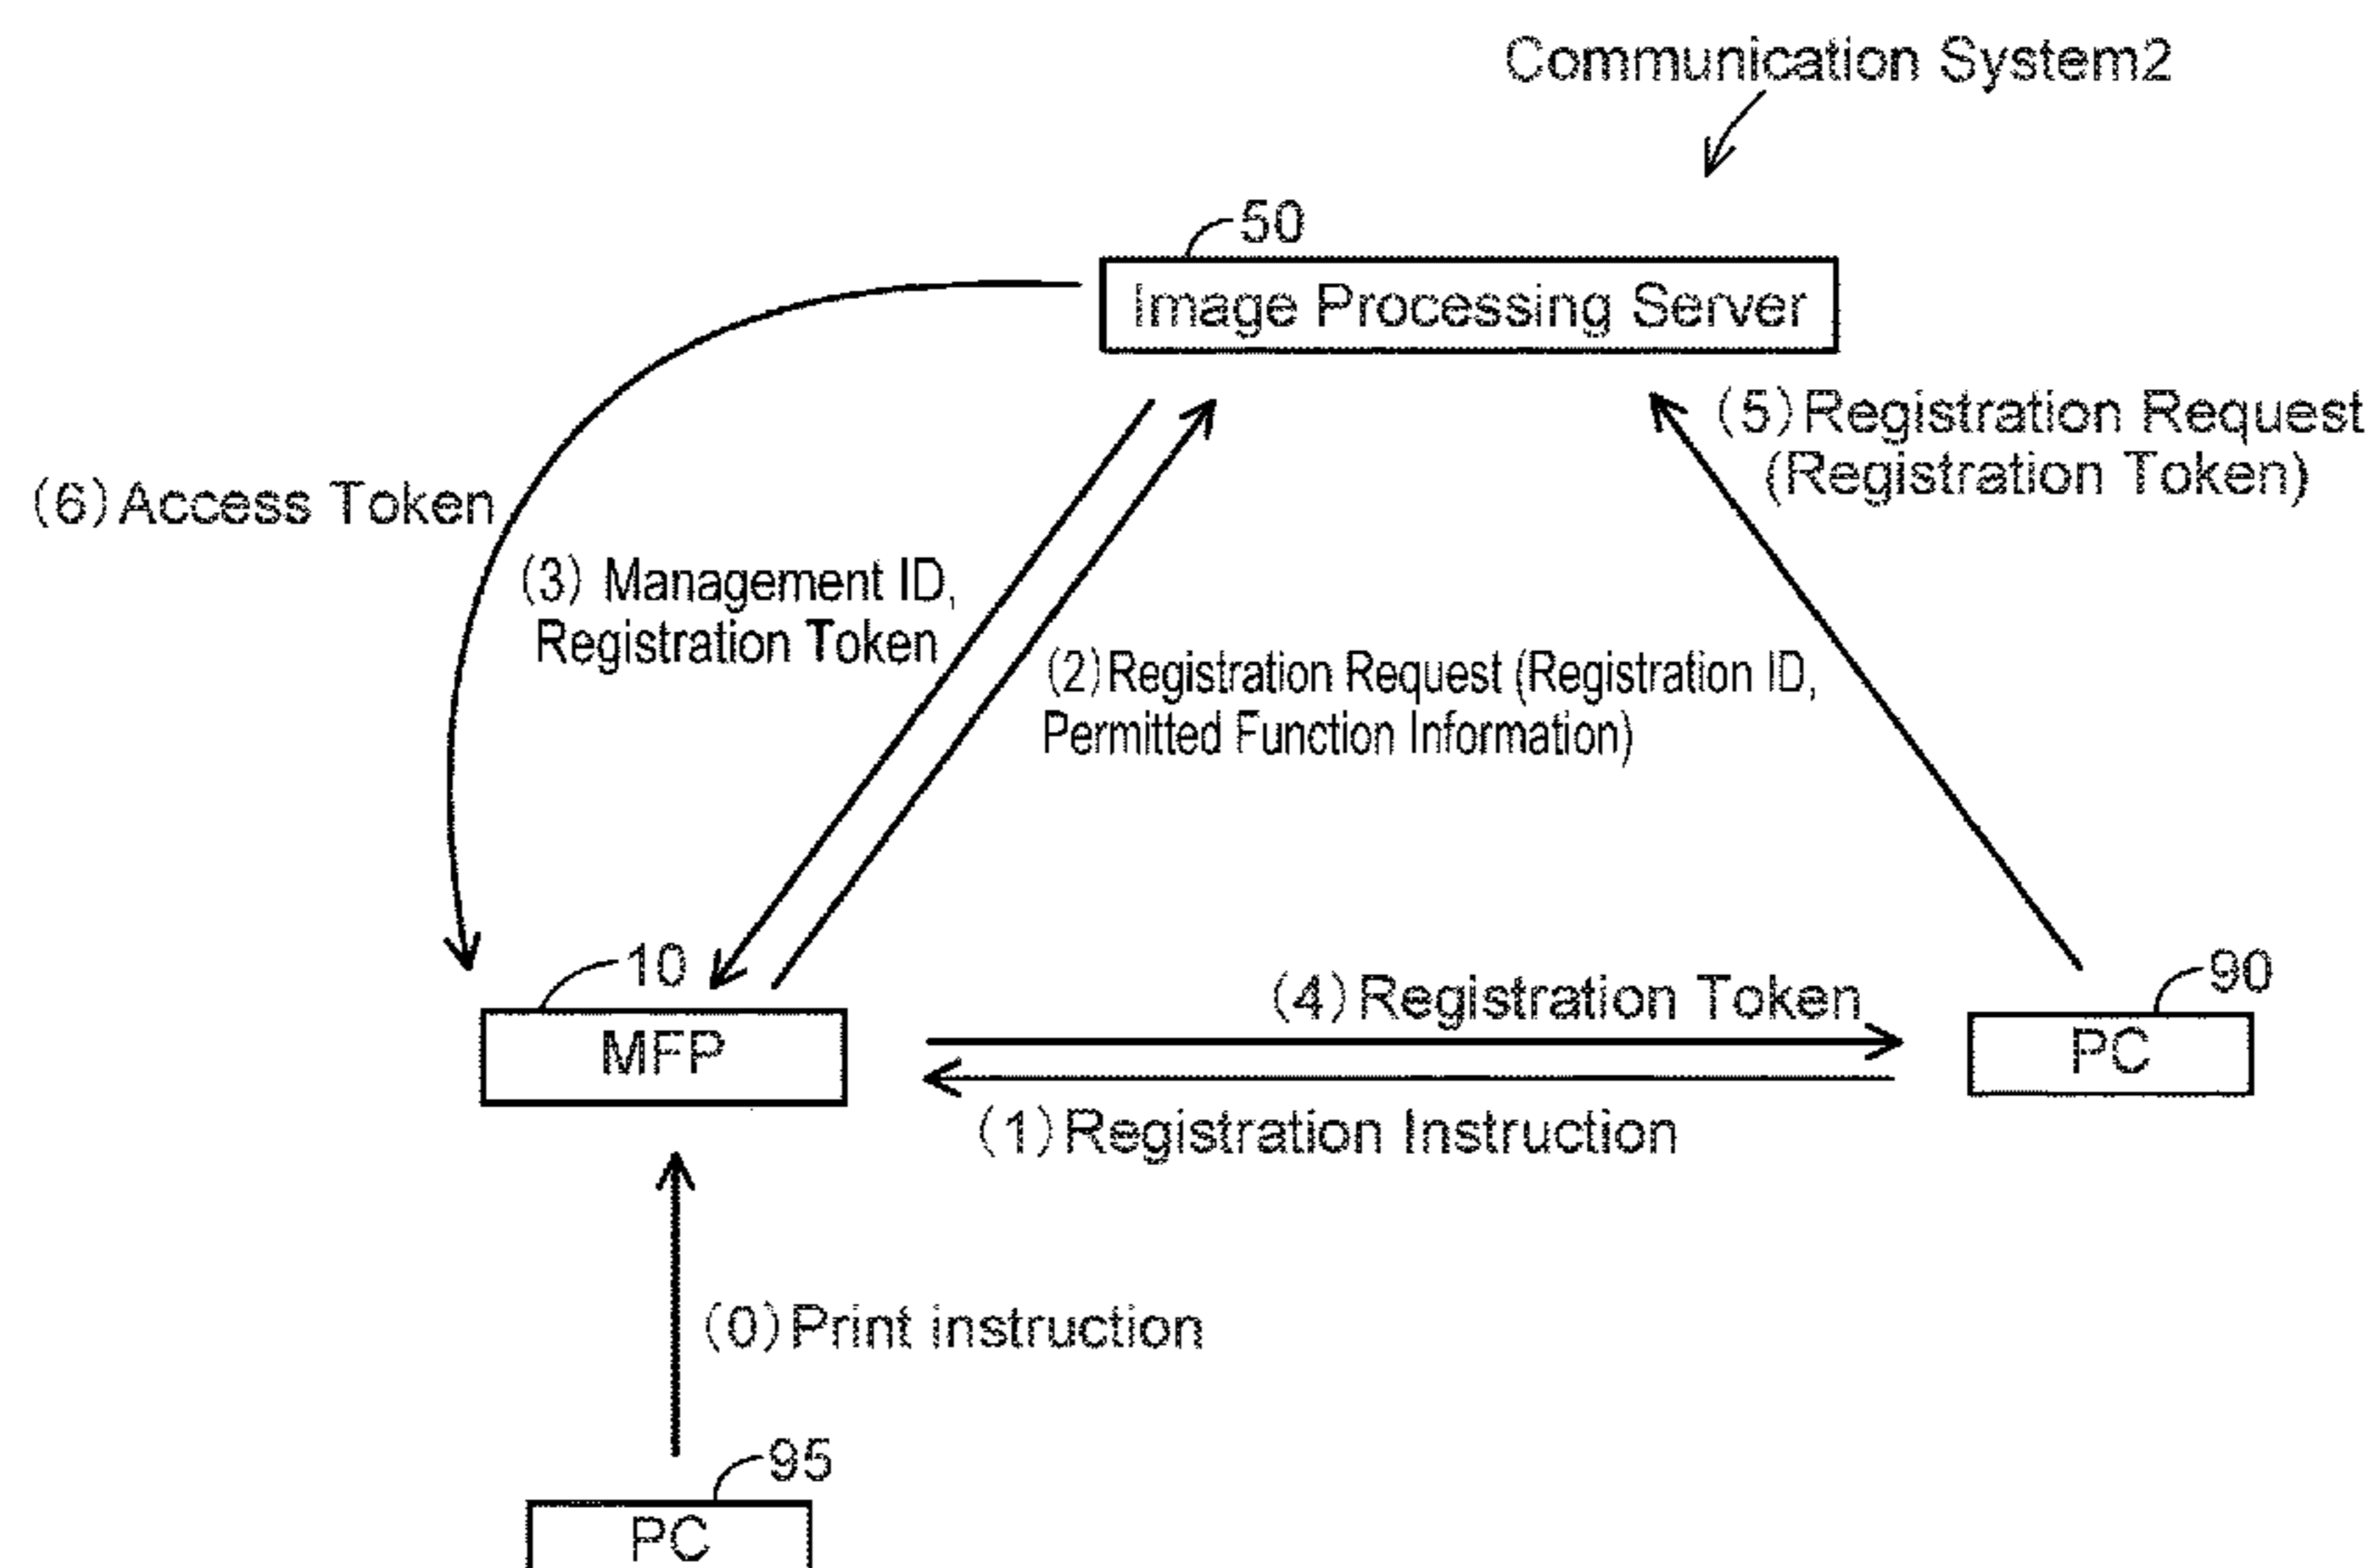 Communication System2
50
Image Processing Server
(5)Registration Request
(Registration Token)
(6)Access Token
(3) Management ID,
Registration Token
(2)Registration Request (Registration ID,
Permitted Function Information)
10
MFP
(4)Registration Token
90
PC
(1)Registration Instruction
(0)Print instruction
95
PC